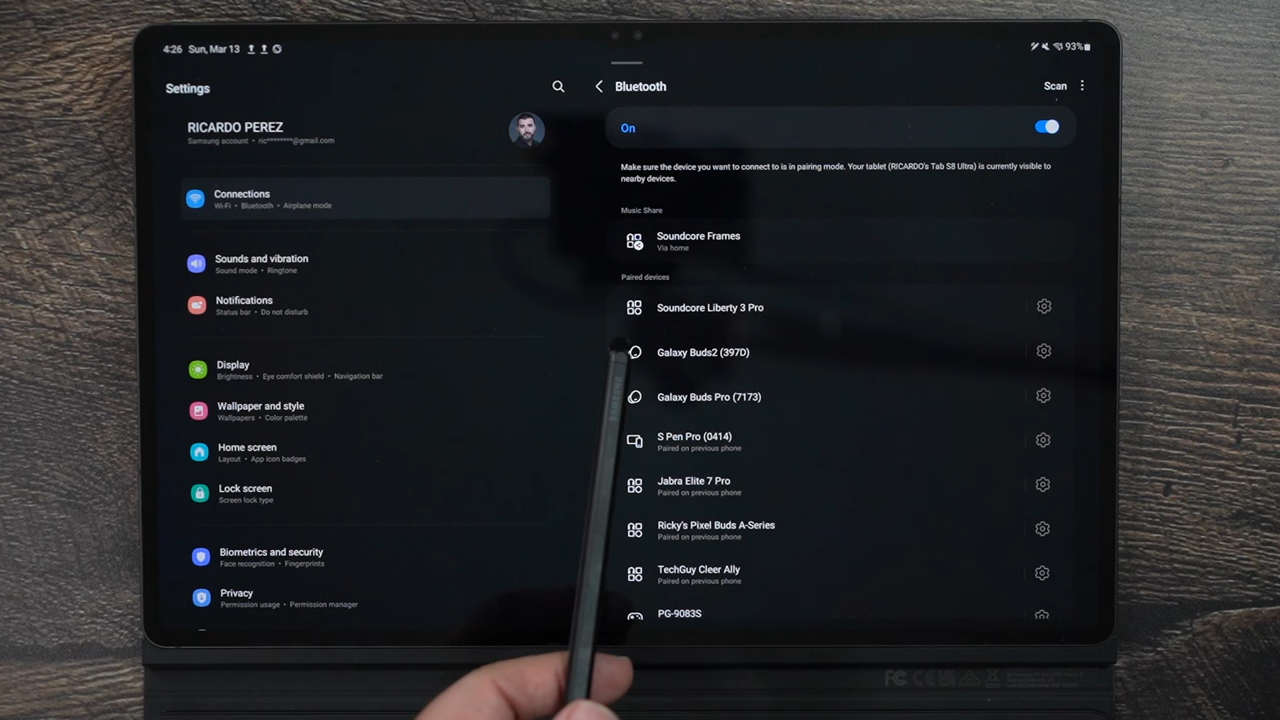 4:26 Sun, Mar 13
93%
Settings
RICARDO PEREZ
Samsung account • ric********@gmail.com
Connections
Wi-Fi • Bluetooth • Airplane mode
Sounds and vibration
Sound mode • Ringtone
Notifications
Status bar • Do not disturb
Display
Brightness • Eye comfort shield • Navigation bar
Wallpaper and style
Wallpapers • Color palette
Home screen
Layout • App icon badges
Lock screen
Screen lock type
Biometrics and security
Face recognition • Fingerprints
Privacy
Permission usage • Permission manager
Bluetooth
Scan
On
Make sure the device you want to connect to is in pairing mode. Your tablet (RICARDO's Tab S8 Ultra) is currently visible to
nearby devices.
Music Share
Soundcore Frames
Via home
Paired devices
Soundcore Liberty 3 Pro
Galaxy Buds2 (397D)
Galaxy Buds Pro (7173)
S Pen Pro (0414)
Paired on previous phone
Jabra Elite 7 Pro
Paired on previous phone
Ricky's Pixel Buds A-Series
Paired on previous phone
TechGuy Cleer Ally
Paired on previous phone
PG-9083S
SAMSUNG
FC CE